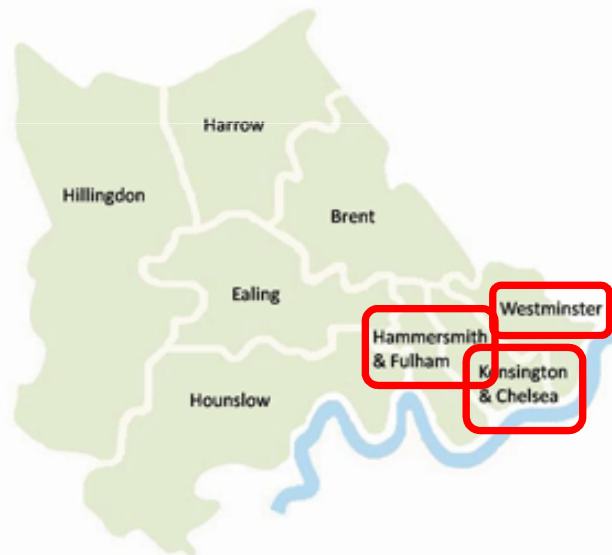 Harrow
Hillingdon
Brent
Ealing
Westminster
Hammersmith
& Fulham
Kensington
& Chelsea
Hounslow